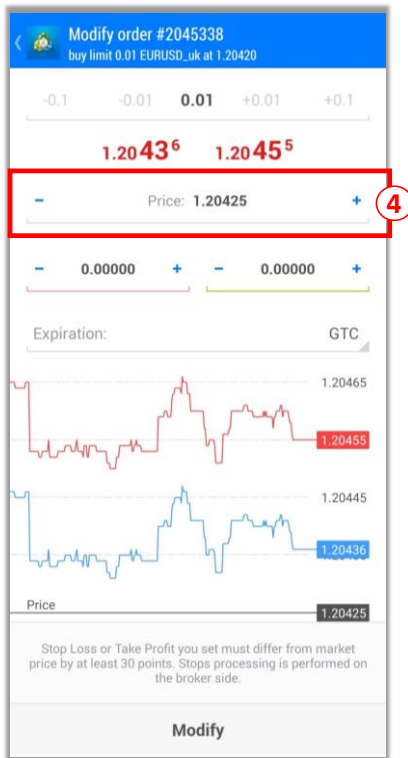 Modify order #2045338
buy limit 0.01 EURUSD_uk at 1.20420
-0.1 -0.01 0.01 +0.01 +0.1
1.20436 1.20455
- Price: 1.20425 +
4
- 0.00000 + - 0.00000 +
Expiration: GTC
1.20465
1.20455
1.20445
1.20436
Price
1.20425
Stop Loss or Take Profit you set must differ from market
price by at least 30 points. Stops processing is performed on
the broker side.
Modify